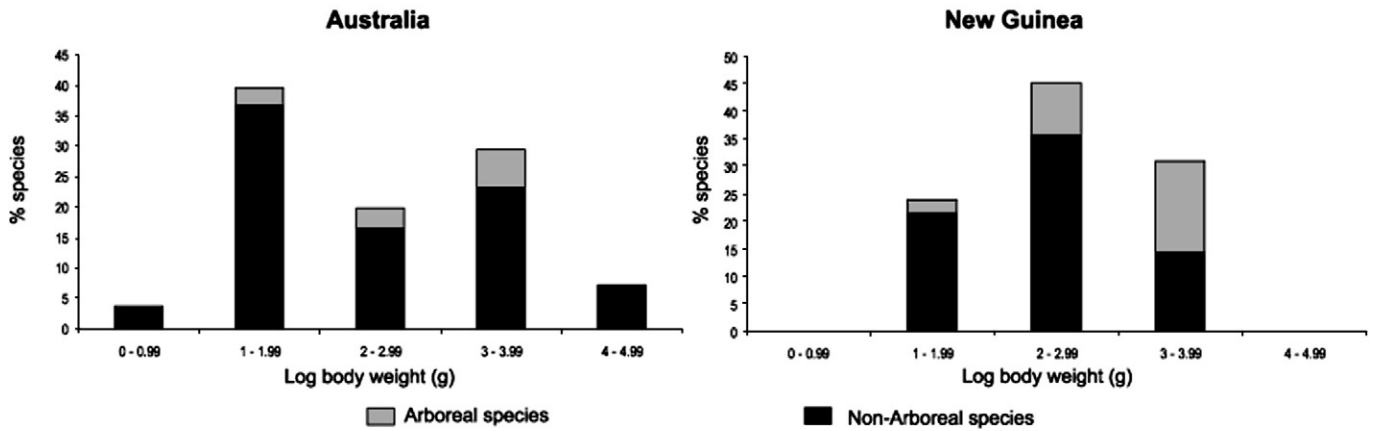 Australia
% species
45
40
35
30
25
20
15
10
5
0
0 - 0.99
1 - 1.99
2 - 2.99
3 - 3.99
4 - 4.99
Log body weight (g)
New Guinea
% species
50
45
40
35
30
25
20
15
10
5
0
0 - 0.99
1 - 1.99
2 - 2.99
3 - 3.99
4 - 4.99
Log body weight (g)
Arboreal species
Non-Arboreal species